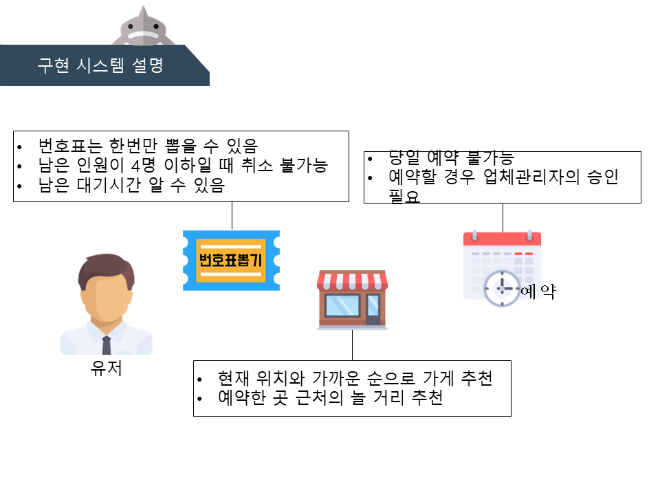 구현 시스템 설명
• 번호표는 한번만 뽑을 수 있음
• 남은 인원이 4명 이하일 때 취소 불가능
• 남은 대기시간 알 수 있음
• 당일 예약 불가능
• 예약할 경우 업체관리자의 승인
필요
번호표뽑기
예약
유저
• 현재 위치와 가까운 순으로 가게 추천
• 예약한 곳 근처의 놀 거리 추천